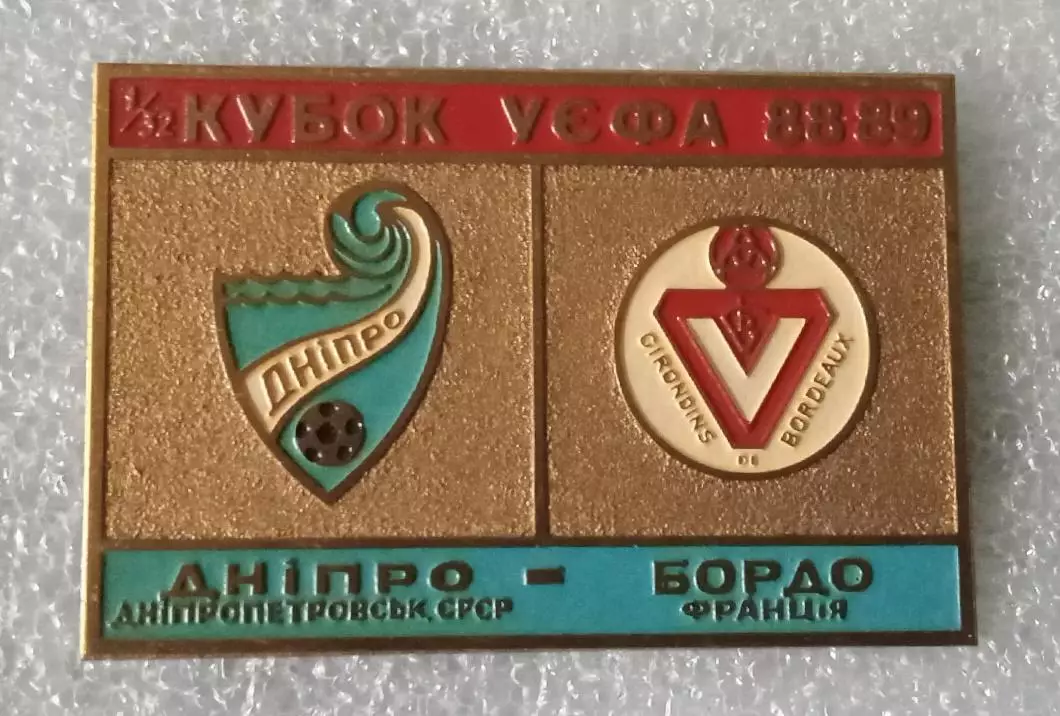 1/32 КУБОК УЄФА 88-89
ДНІПРО
GIRONDINS DE BORDEAUX
ДНІПРО - БОРДО
ДНІПРОПЕТРОВСЬК, СРСР ФРАНЦІЯ